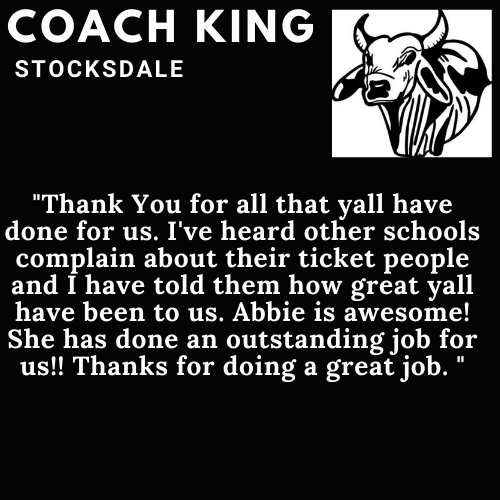 COACH KING
STOCKSDALE
"Thank You for all that yall have
done for us. I've heard other schools
complain about their ticket people
and I have told them how great yall
have been to us. Abbie is awesome!
She has done an outstanding job for
us!! Thanks for doing a great job. "